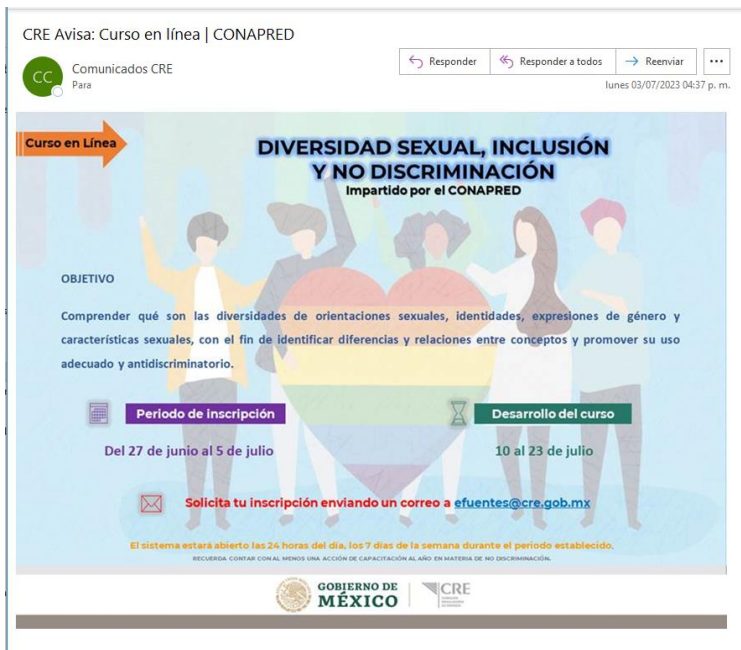 CRE Avisa: Curso en línea | CONAPRED
CC
Comunicados CRE
Para
Responder
Responder a todos
Reenviar
lunes 03/07/2023 04:37 p. m.
Curso en Línea
DIVERSIDAD SEXUAL, INCLUSIÓN
Y NO DISCRIMINACIÓN
Impartido por el CONAPRED
OBJETIVO
Comprender qué son las diversidades de orientaciones sexuales, identidades, expresiones de género y
características sexuales, con el fin de identificar diferencias y relaciones entre conceptos y promover su uso
adecuado y antidiscriminatorio.
Periodo de inscripción
Del 27 de junio al 5 de julio
Desarrollo del curso
10 al 23 de julio
Solicita tu inscripción enviando un correo a efuentes@cre.gob.mx
El sistema estará abierto las 24 horas del día, los 7 días de la semana durante el periodo establecido.
RECUERDA CONTAR CON AL MENOS UNA ACCIÓN DE CAPACITACIÓN AL AÑO EN MATERIA DE NO DISCRIMINACIÓN.
GOBIERNO DE
MÉXICO
CRE